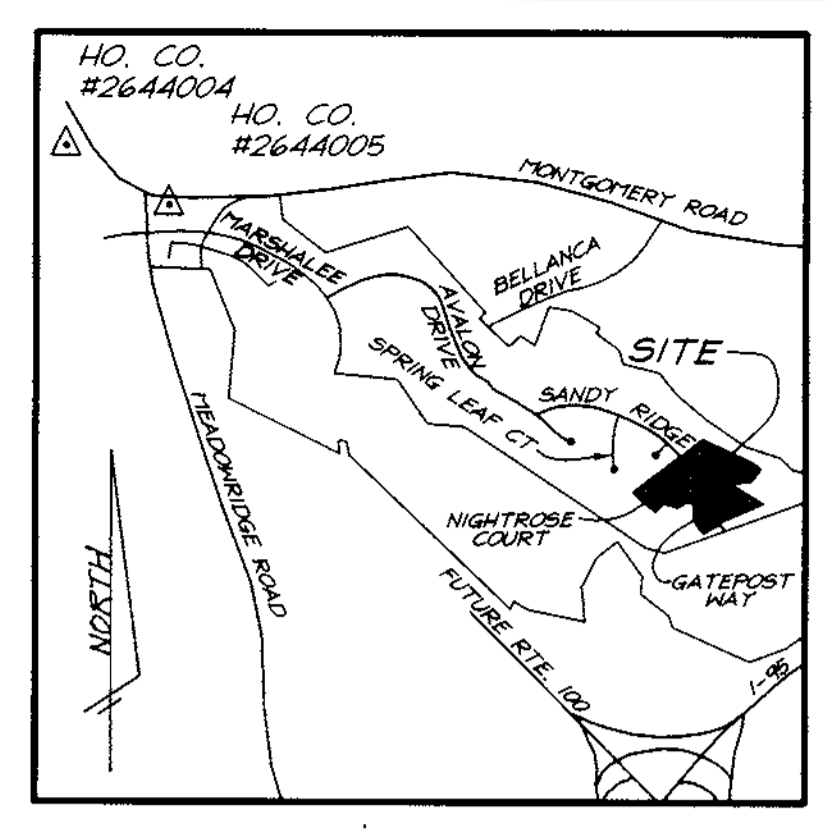 HO. CO.
#2644004
HO. CO.
#2644005
MONTGOMERY ROAD
MARSHALEE
DRIVE
BELLANCA
DRIVE
AVALON
DRIVE
SITE
SPRING LEAF CT
SANDY RIDGE
MEADOWRIDGE ROAD
NIGHTROSE
COURT
GATEPOST
WAY
NORTH
FUTURE RTE. 100
I-95